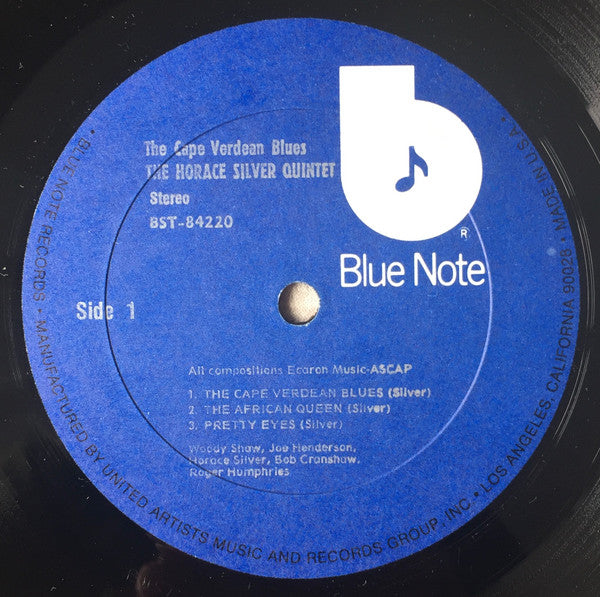 The Cape Verdean Blues
THE HORACE SILVER QUINTET
Stereo
BST-84220
R
Blue Note
Side 1
All compositions Ecaroh Music-ASCAP
1. THE CAPE VERDEAN BLUES (Silver)
2. THE AFRICAN QUEEN (Silver)
3. PRETTY EYES (Silver)
Woody Shaw, Joe Henderson,
Horace Silver, Bob Cranshaw,
Roger Humphries
• BLUE NOTE RECORDS • MANUFACTURED BY UNITED ARTISTS MUSIC AND RECORDS GROUP, INC. • LOS ANGELES, CALIFORNIA 90028 • MADE IN U.S.A. •